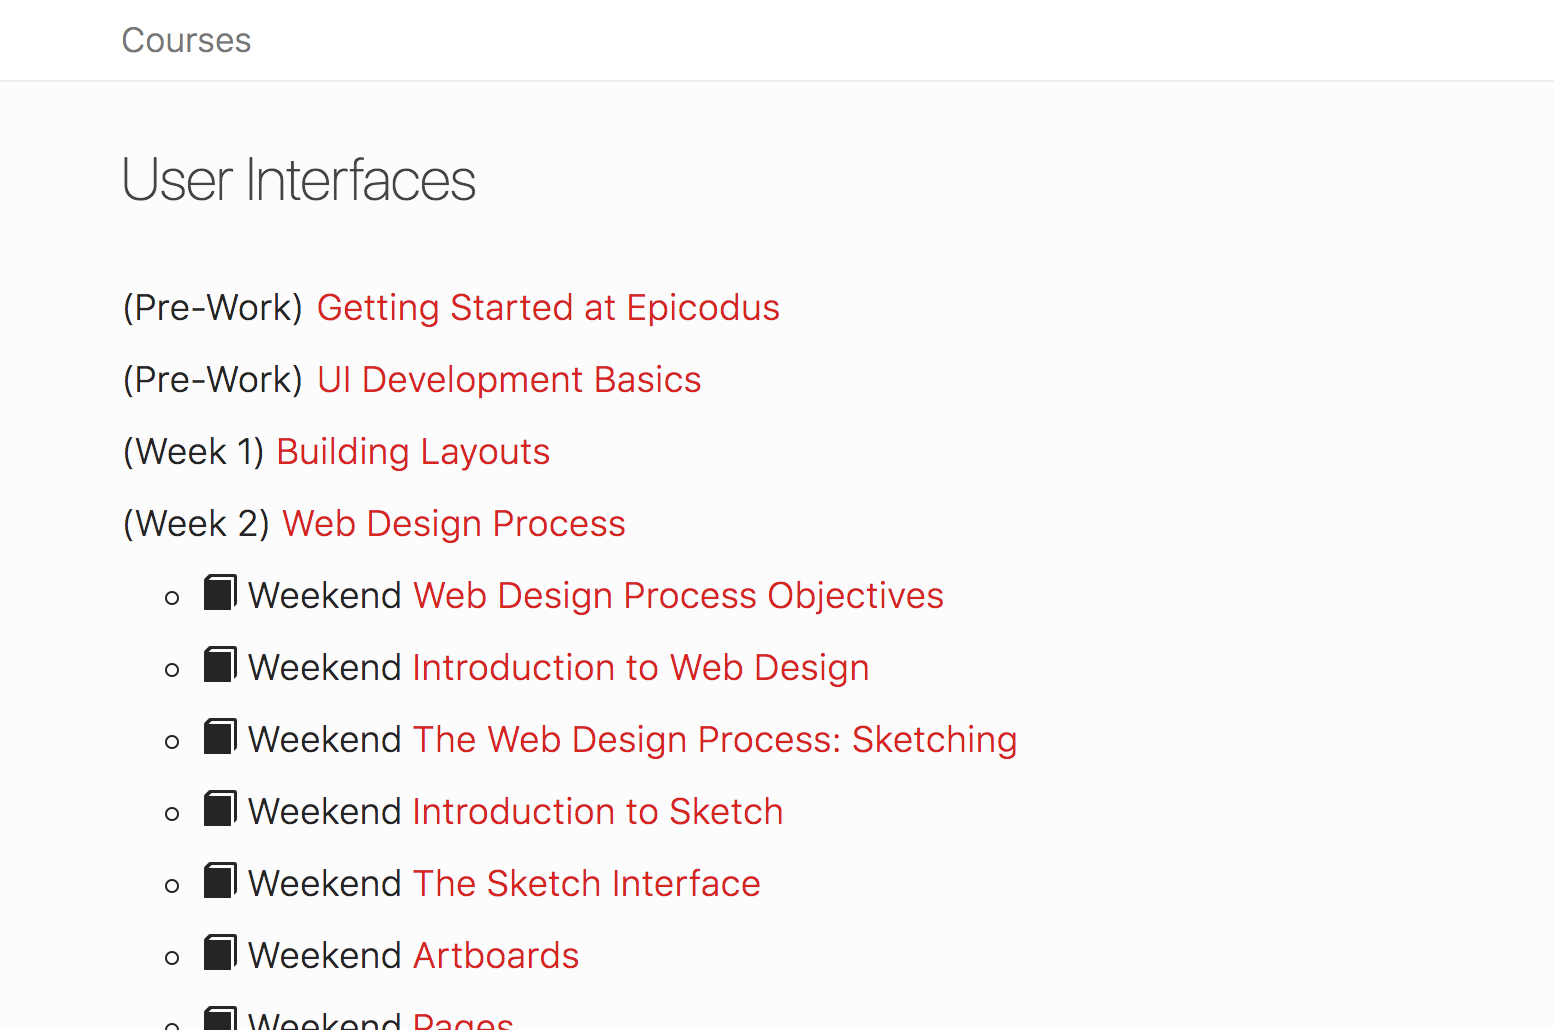 Courses
User Interfaces
(Pre-Work) Getting Started at Epicodus
(Pre-Work) UI Development Basics
(Week 1) Building Layouts
(Week 2) Web Design Process
Weekend Web Design Process Objectives
Weekend Introduction to Web Design
Weekend The Web Design Process: Sketching
Weekend Introduction to Sketch
Weekend The Sketch Interface
Weekend Artboards
Weekend Pages